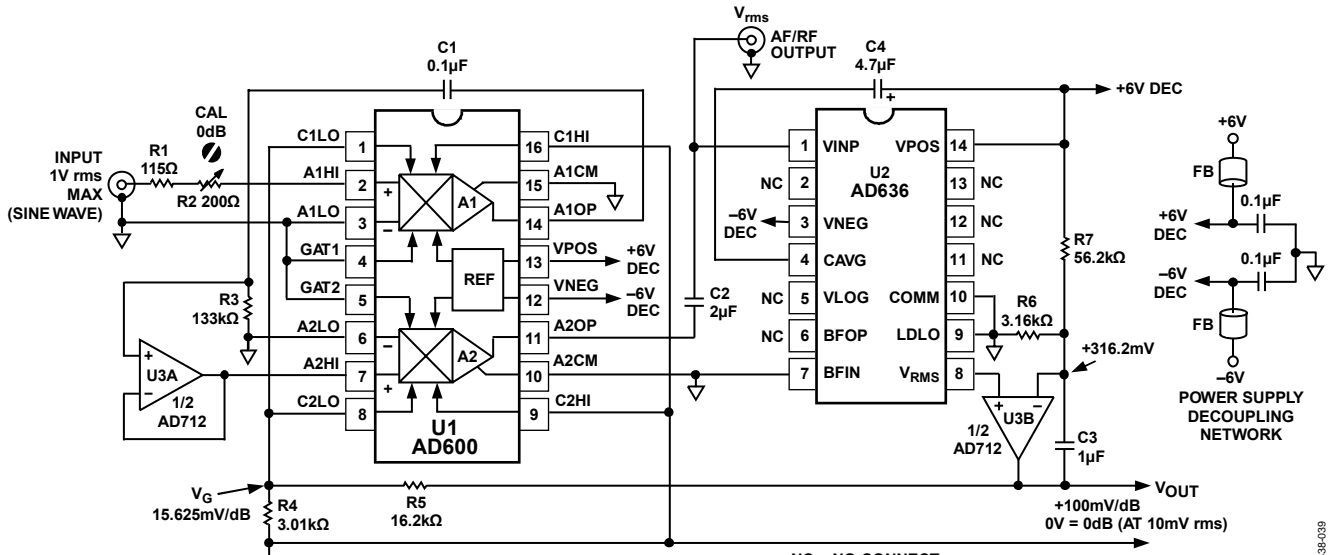 V rms
AF/RF
OUTPUT
C1
0.1µF
C4
4.7µF
+
+6V DEC
CAL
0dB
INPUT
1V rms
MAX
(SINE WAVE)
R1
115Ω
R2 200Ω
C1LO
A1HI
A1LO
GAT1
GAT2
A2LO
A2HI
C2LO
1
2
3
4
5
6
7
8
+
–
A1
REF
–
A2
+
U1
AD600
16
15
14
13
12
11
10
9
C1HI
A1CM
A1OP
VPOS
VNEG
A2OP
A2CM
C2HI
+6V
DEC
–6V
DEC
R3
133kΩ
+
U3A
–
1/2
AD712
C2
2µF
NC
–6V
DEC
NC
NC
1
2
3
4
5
6
7
VINP
VNEG
CAVG
VLOG
BFOP
BFIN
U2
AD636
VPOS
COMM
LDLO
VRMS
14
13
12
11
10
9
8
NC
NC
NC
R7
56.2kΩ
R6
3.16kΩ
+316.2mV
+ –
U3B
1/2
AD712
C3
1µF
+6V
FB
0.1µF
+6V
DEC
–6V
DEC
0.1µF
FB
–6V
POWER SUPPLY
DECOUPLING
NETWORK
VG
15.625mV/dB
R4
3.01kΩ
R5
16.2kΩ
VOUT
+100mV/dB
0V = 0dB (AT 10mV rms)
NC = NO CONNECT
38-039